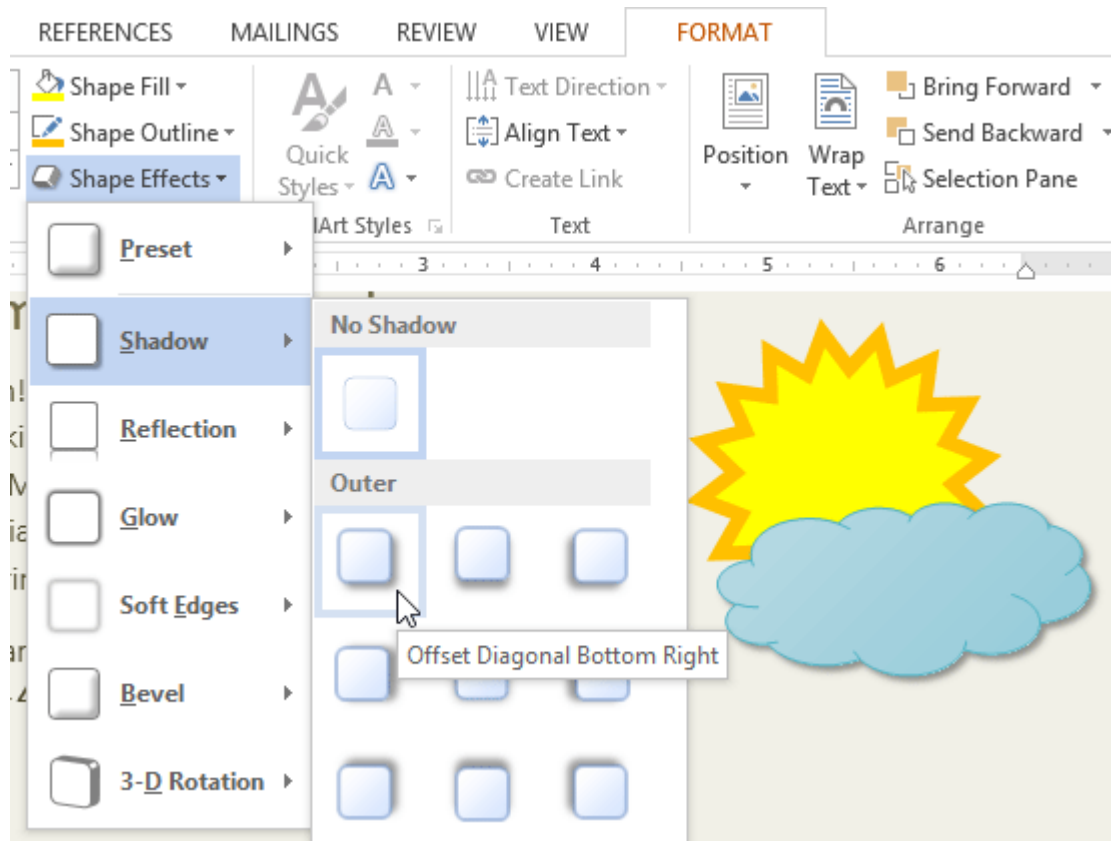 REFERENCES MAILINGS REVIEW VIEW FORMAT
Shape Fill
Shape Outline
Shape Effects
Quick
Styles
Art Styles
Text Direction
Align Text
Create Link
Text
Position
Wrap
Text
Bring Forward
Send Backward
Selection Pane
Arrange
3 4 5 6
Preset
Shadow
Reflection
Glow
Soft Edges
Bevel
3-D Rotation
No Shadow
Outer
Offset Diagonal Bottom Right